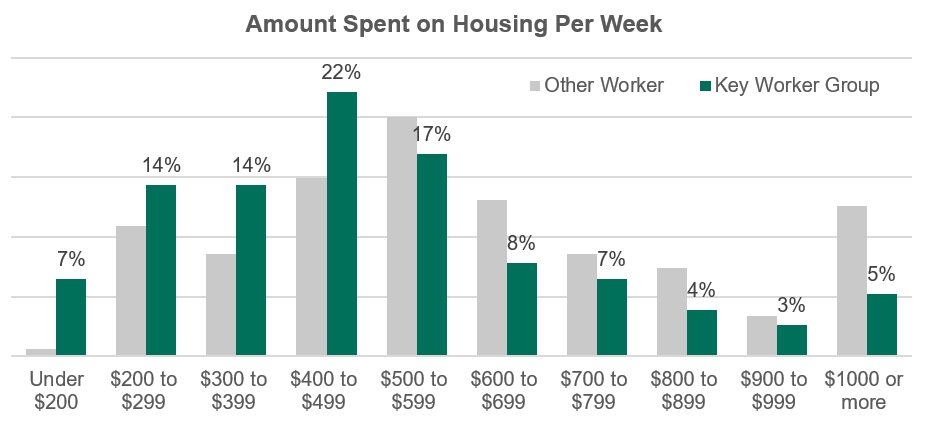 Amount Spent on Housing Per Week
Other Worker
Key Worker Group
7%
14%
14%
22%
17%
8%
7%
4%
3%
5%
Under
$200
$200 to
$299
$300 to
$399
$400 to
$499
$500 to
$599
$600 to
$699
$700 to
$799
$800 to
$899
$900 to
$999
$1000 or
more